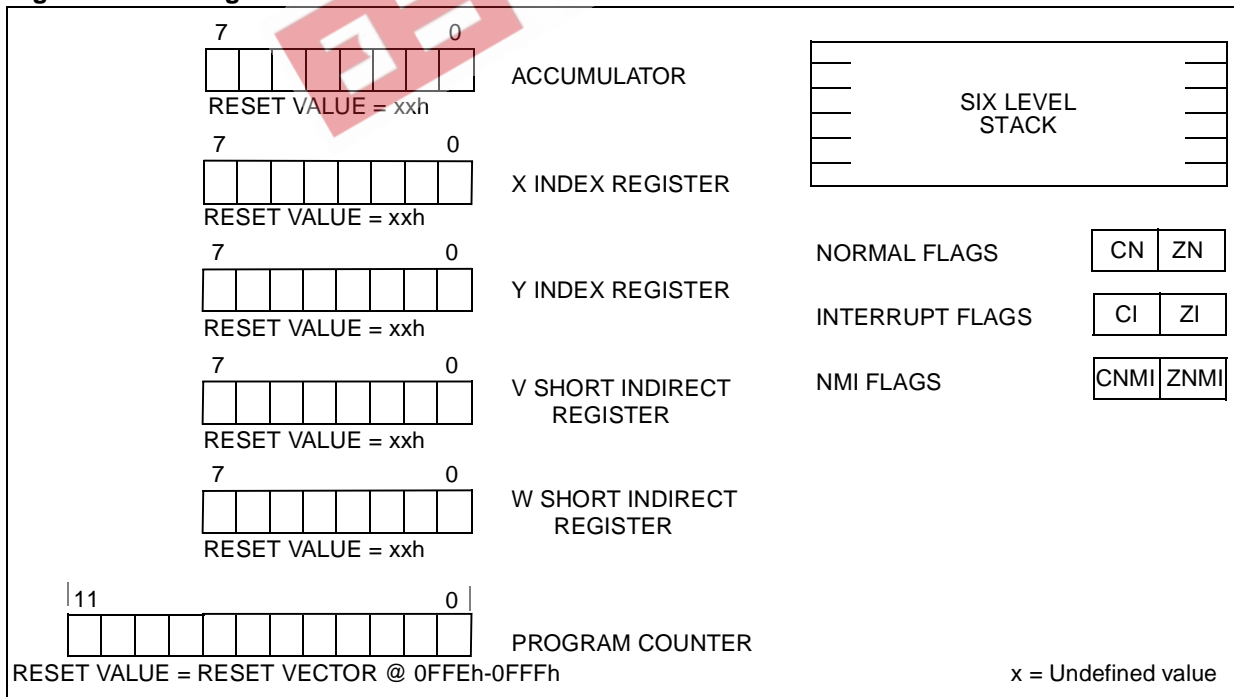 7 0
ACCUMULATOR
RESET VALUE = xxh
7 0
X INDEX REGISTER
RESET VALUE = xxh
7 0
Y INDEX REGISTER
RESET VALUE = xxh
7 0
V SHORT INDIRECT
REGISTER
RESET VALUE = xxh
7 0
W SHORT INDIRECT
REGISTER
RESET VALUE = xxh
11 0
PROGRAM COUNTER
RESET VALUE = RESET VECTOR @ 0FFEh-0FFFh
SIX LEVEL
STACK
NORMAL FLAGS CN ZN
INTERRUPT FLAGS CI ZI
NMI FLAGS CNMI ZNMI
x = Undefined value